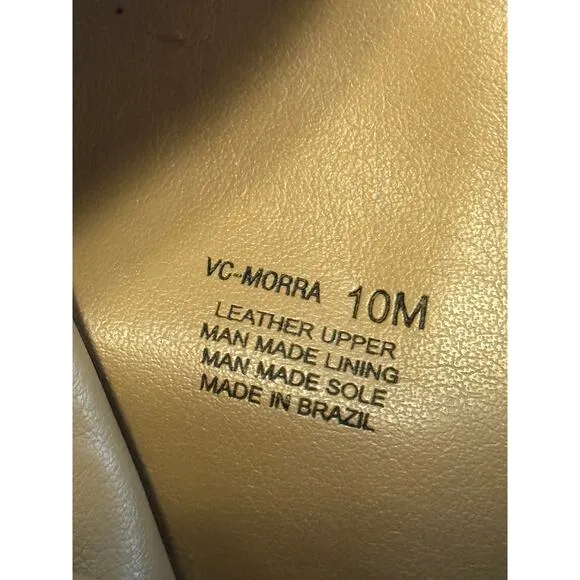 VC-MORRA 10M
LEATHER UPPER
MAN MADE LINING
MAN MADE SOLE
MADE IN BRAZIL